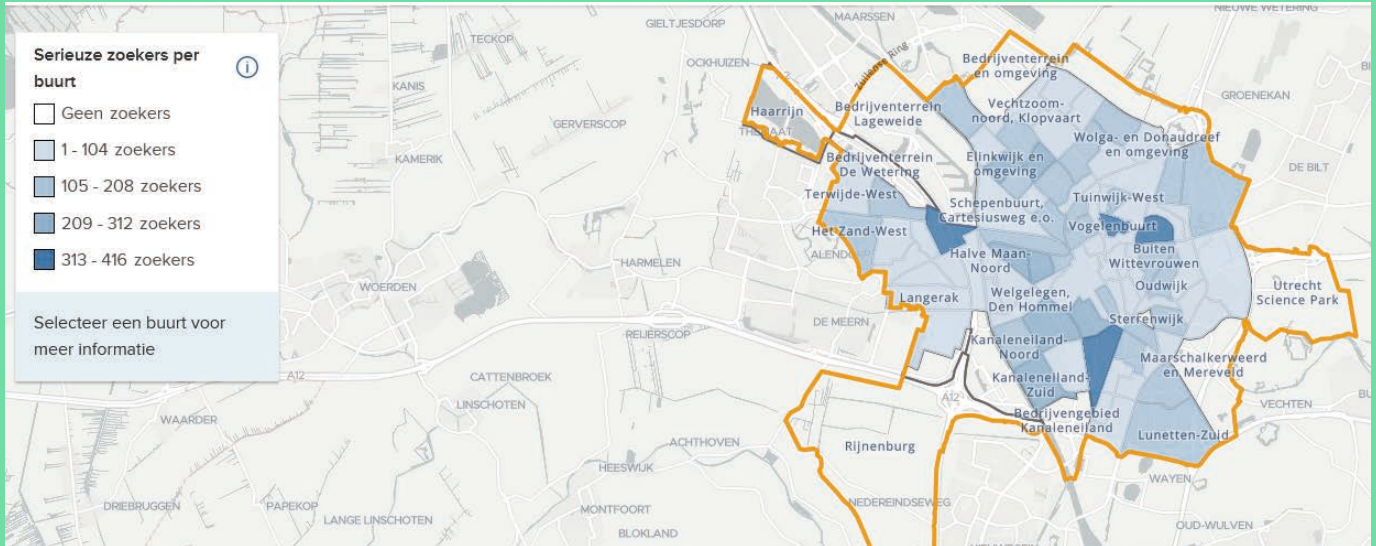 Serieuze zoekers per
buurt
Geen zoekers
1 - 104 zoekers
105 - 208 zoekers
209 - 312 zoekers
313 - 416 zoekers
Selecteer een buurt voor
meer informatie
NIEUWE WETERING
MAARSSEN
GIELTJESDORP
TECKOP
OCKHUIZEN
Zuilense Ring
Bedrijventerrein
en omgeving
KANIS
GROENEKAN
Haarrijn
Bedrijventerrein
Lageweide
Vechtzoom-
noord, Klopvaart
GERVERSCOP
Wolga- en Donaudreef
en omgeving
KAMERIK
Bedrijventerrein
De Wetering
Elinkwijk en
omgeving
DE BILT
Terwijde-West
Tuinwijk-West
Schepenbuurt,
Cartesiusweg e.o.
Het Zand-West
Vogelenbuurt
HARMELEN
Halve Maan-
Noord
Buiten
Wittevrouwen
WOERDEN
Langerak
Welgelegen,
Den Hommel
Oudwijk
Utrecht
Science Park
DE MEERN
Sterrenwijk
REIJERSCOP
Kanaleneiland-
Noord
Maarschalkerweerd
en Mereveld
A12
CATTENBROEK
Kanaleneiland-
Zuid
A12
LINSCHOTEN
VECHTEN
WAARDER
Bedrijvengebied
Kanaleneiland
Lunetten-Zuid
ACHTHOVEN
Rijnenburg
HEESWIJK
WAYEN
DRIEBRUGGEN
PAPEKOP
MONTFOORT
NEDEREINDSEWEG
LANGE LINSCHOTEN
OUD-WULVEN
BLOKLAND